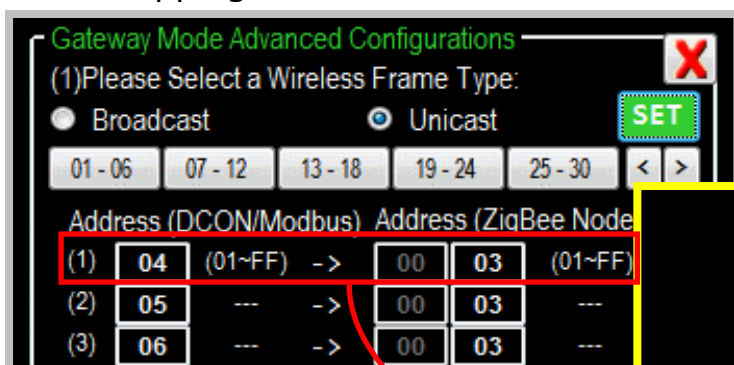 Gateway Mode Advanced Configurations
X
(1)Please Select a Wireless Frame Type:
Broadcast Unicast SET
01 - 06 07 - 12 13 - 18 19 - 24 25 - 30 < >
Address (DCON/Modbus) Address (ZigBee Node
(1) 04 (01~FF) -> 00 03 (01~FF)
(2) 05 --- -> 00 03 ---
(3) 06 --- -> 00 03 ---